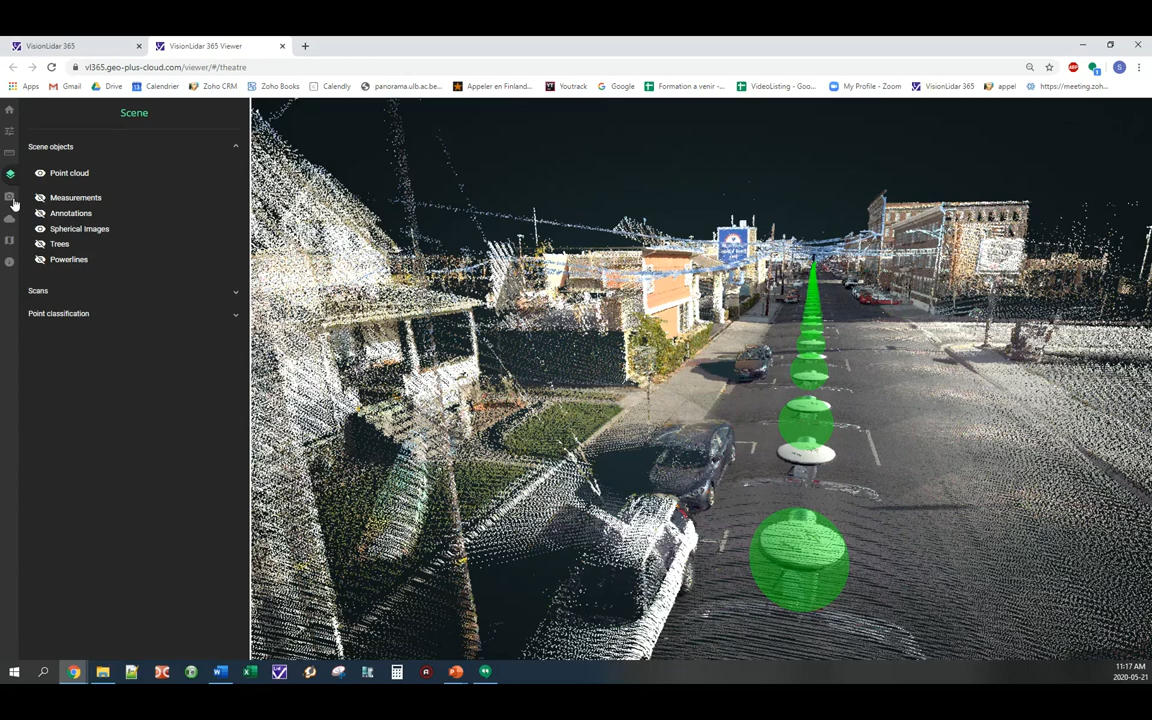 VisionLidar 365
VisionLidar 365 Viewer
vl365.geo-plus-cloud.com/viewer/#/theatre
Apps
Gmail
Drive
Calendrier
Zoho CRM
Zoho Books
Calendly
panorama.ulb.ac.be...
Appeler en Finland...
Youtrack
Google
Formation a venir -...
VideoListing - Goo...
My Profile - Zoom
VisionLidar 365
appel
https://meeting.zoh...
Scene
Scene objects
Point cloud
Measurements
Annotations
Spherical Images
Trees
Powerlines
Scans
Point classification
11:17 AM
2020-05-21